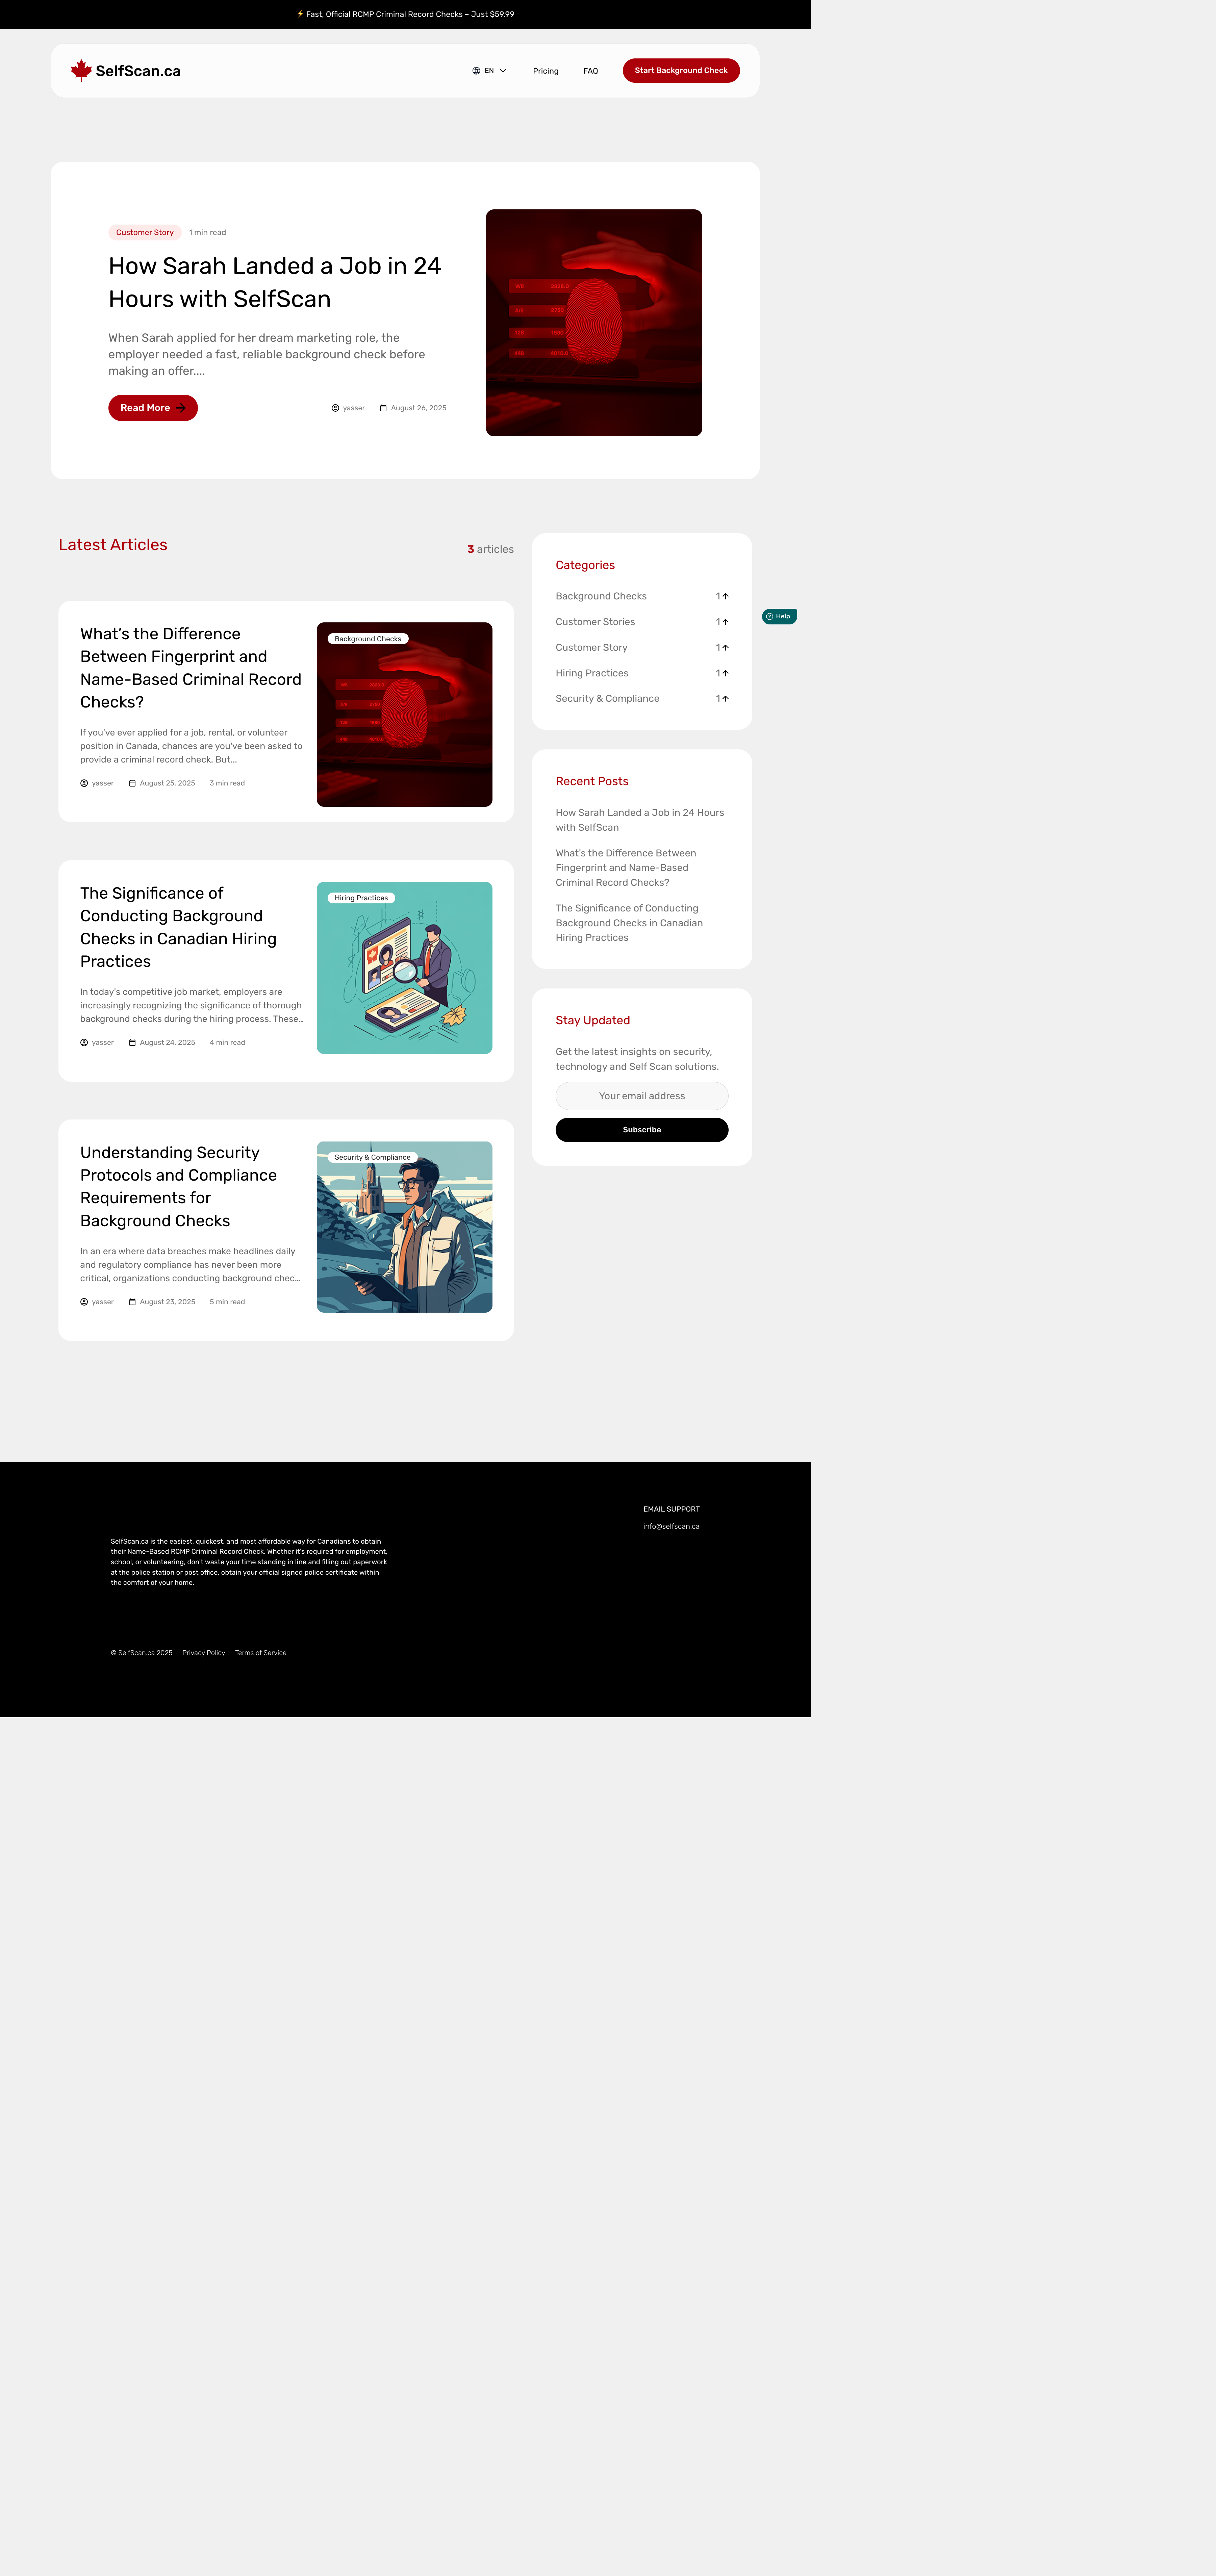 ⚡ Fast, Official RCMP Criminal Record Checks – Just $59.99
SelfScan.ca
EN
Pricing
FAQ
Start Background Check
Customer Story
1 min read
How Sarah Landed a Job in 24
Hours with SelfScan
When Sarah applied for her dream marketing role, the
employer needed a fast, reliable background check before
making an offer....
Read More
yasser
August 26, 2025
Latest Articles
3 articles
What's the Difference
Between Fingerprint and
Name-Based Criminal Record
Checks?
If you've ever applied for a job, rental, or volunteer
position in Canada, chances are you've been asked to
provide a criminal record check. But...
yasser
August 25, 2025
3 min read
Background Checks
The Significance of
Conducting Background
Checks in Canadian Hiring
Practices
In today's competitive job market, employers are
increasingly recognizing the significance of thorough
background checks during the hiring process. These...
yasser
August 24, 2025
4 min read
Hiring Practices
Understanding Security
Protocols and Compliance
Requirements for
Background Checks
In an era where data breaches make headlines daily
and regulatory compliance has never been more
critical, organizations conducting background chec...
yasser
August 23, 2025
5 min read
Security & Compliance
Categories
Background Checks 1
Customer Stories 1
Customer Story 1
Hiring Practices 1
Security & Compliance 1
Recent Posts
How Sarah Landed a Job in 24 Hours
with SelfScan
What's the Difference Between
Fingerprint and Name-Based
Criminal Record Checks?
The Significance of Conducting
Background Checks in Canadian
Hiring Practices
Stay Updated
Get the latest insights on security,
technology and Self Scan solutions.
Your email address
Subscribe
Help
EMAIL SUPPORT
info@selfscan.ca
SelfScan.ca is the easiest, quickest, and most affordable way for Canadians to obtain
their Name-Based RCMP Criminal Record Check. Whether it's required for employment,
school, or volunteering, don't waste your time standing in line and filling out paperwork
at the police station or post office, obtain your official signed police certificate within
the comfort of your home.
© SelfScan.ca 2025
Privacy Policy
Terms of Service